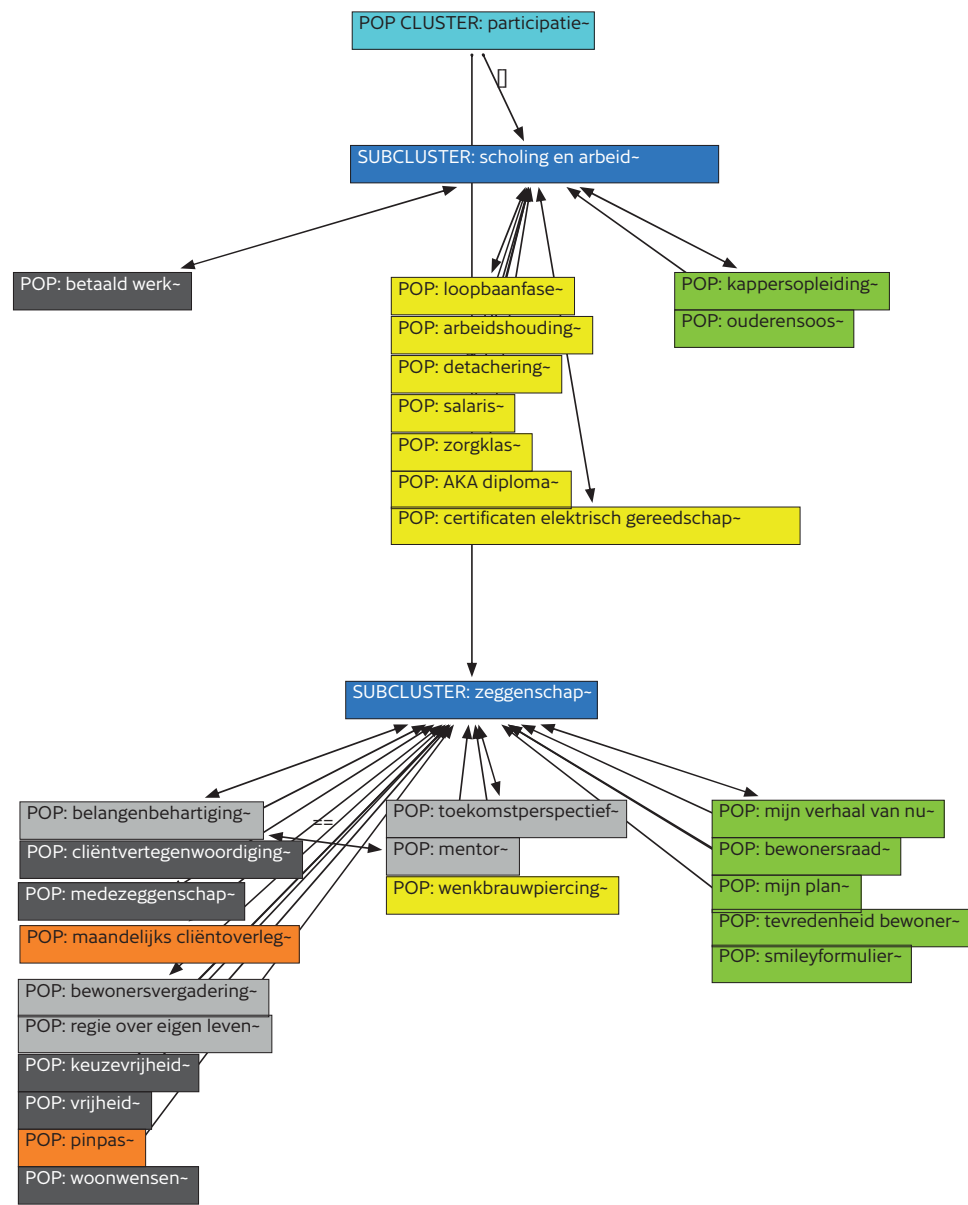 POP CLUSTER: participatie~
SUBCLUSTER: scholing en arbeid~
POP: betaald werk~
POP: loopbaanfase~
POP: arbeidshouding~
POP: detachering~
POP: salaris~
POP: zorgklas~
POP: AKA diploma~
POP: certificaten elektrisch gereedschap~
POP: kappersopleiding~
POP: ouderensoos~
SUBCLUSTER: zeggenschap~
POP: belangenbehartiging~
==
POP: cliëntvertegenwoordiging~
POP: medezeggenschap~
POP: maandelijks cliëntoverleg~
POP: bewonersvergadering~
POP: regie over eigen leven~
POP: keuzevrijheid~
POP: vrijheid~
POP: pinpas~
POP: woonwensen~
POP: toekomstperspectief~
POP: mentor~
POP: wenkbrauwpiercing~
POP: mijn verhaal van nu~
POP: bewonersraad~
POP: mijn plan~
POP: tevredenheid bewoner~
POP: smileyformulier~